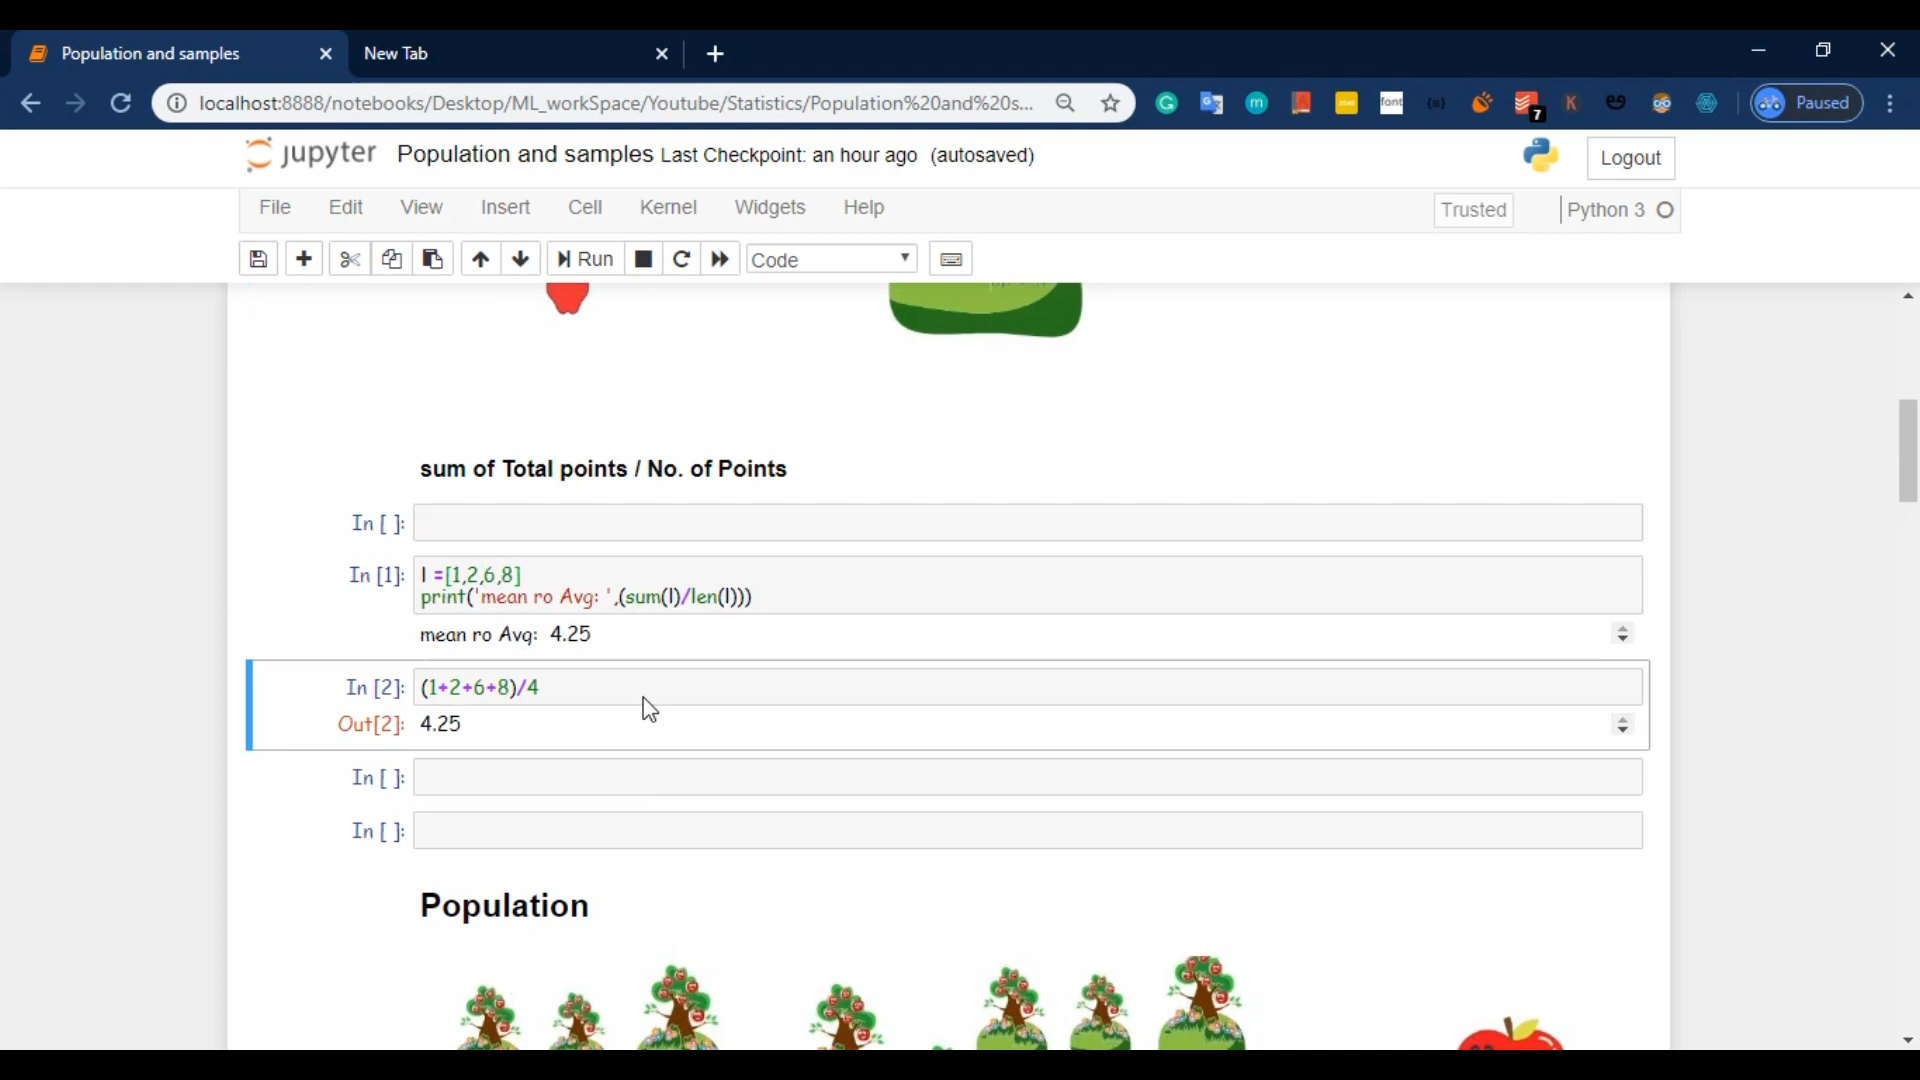 Population and samples
New Tab
localhost:8888/notebooks/Desktop/ML_workSpace/Youtube/Statistics/Population%20and%20s...
font
7
K
Paused
jupyter
Population and samples Last Checkpoint: an hour ago (autosaved)
Logout
File Edit View Insert Cell Kernel Widgets Help
Trusted
Python 3
Run
Code
sum of Total points / No. of Points
In [ ]:
In [1]: l =[1,2,6,8]
print('mean ro Avg: ',(sum(l)/len(l)))
mean ro Avg: 4.25
In [2]: (1+2+6+8)/4
Out[2]: 4.25
In [ ]:
In [ ]:
Population